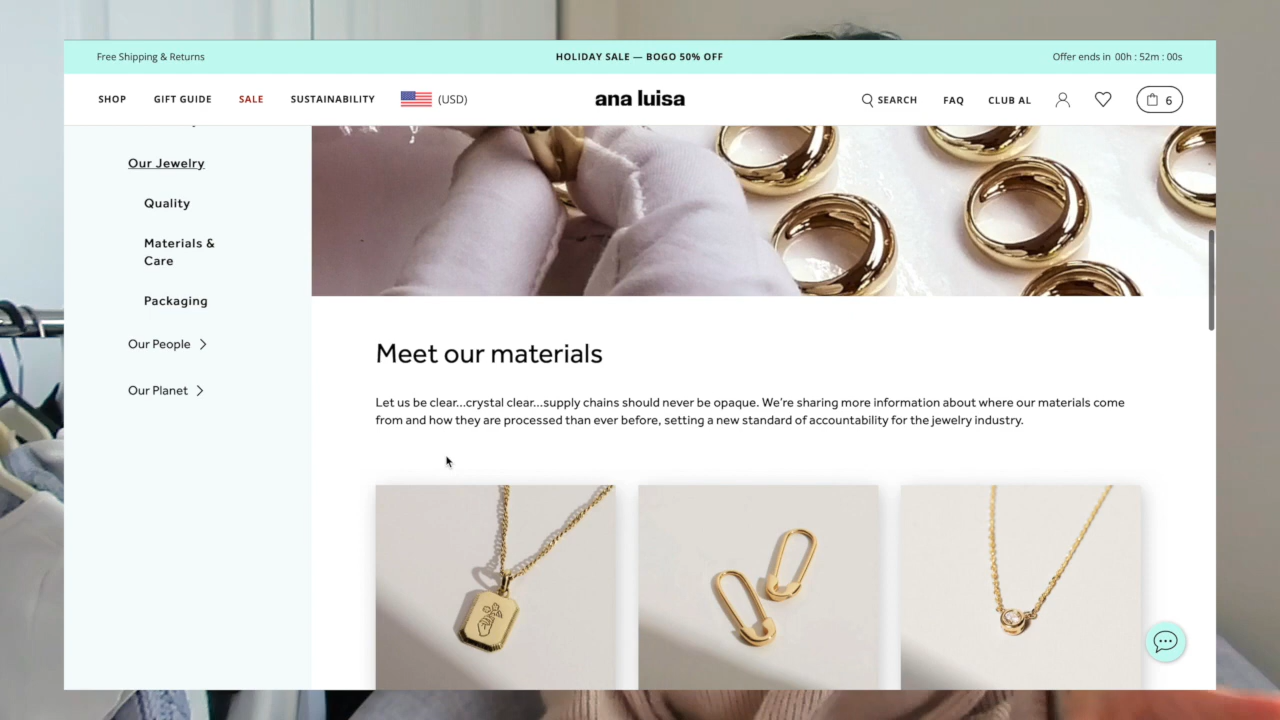 Free Shipping & Returns
HOLIDAY SALE — BOGO 50% OFF
Offer ends in 00h : 52m : 00s
SHOP
GIFT GUIDE
SALE
SUSTAINABILITY
(USD)
ana luisa
SEARCH
FAQ
CLUB AL
6
Our Jewelry
Quality
Materials &
Care
Packaging
Our People
Our Planet
Meet our materials
Let us be clear...crystal clear...supply chains should never be opaque. We're sharing more information about where our materials come
from and how they are processed than ever before, setting a new standard of accountability for the jewelry industry.